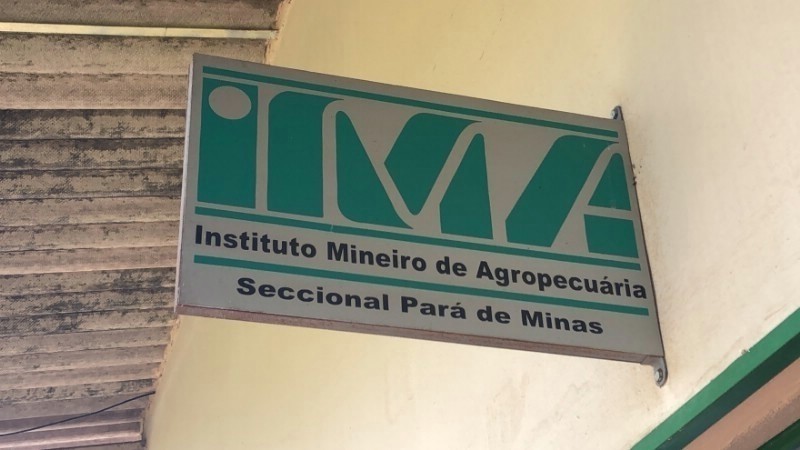 IMA
Instituto Mineiro de Agropecuária
Seccional Pará de Minas